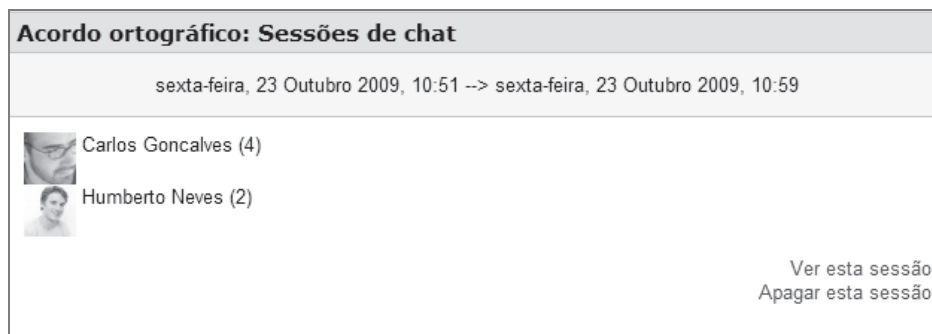 Acordo ortográfico: Sessões de chat
sexta-feira, 23 Outubro 2009, 10:51 --> sexta-feira, 23 Outubro 2009, 10:59
Carlos Goncalves (4)
Humberto Neves (2)
Ver esta sessão
Apagar esta sessão